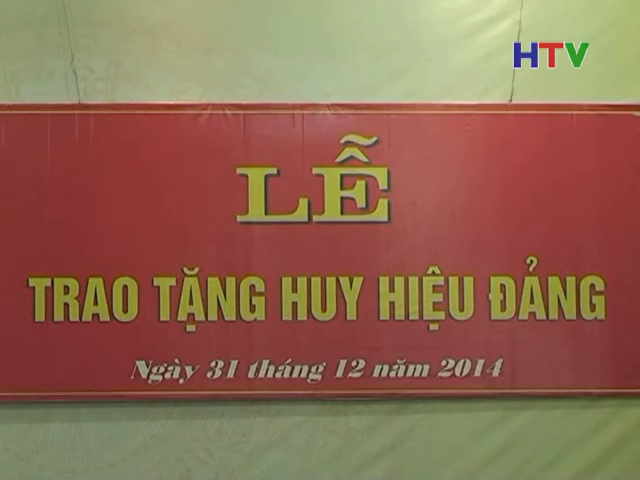 HTV
LỄ
TRAO TẶNG HUY HIỆU ĐẢNG
Ngày 31 tháng 12 năm 2014